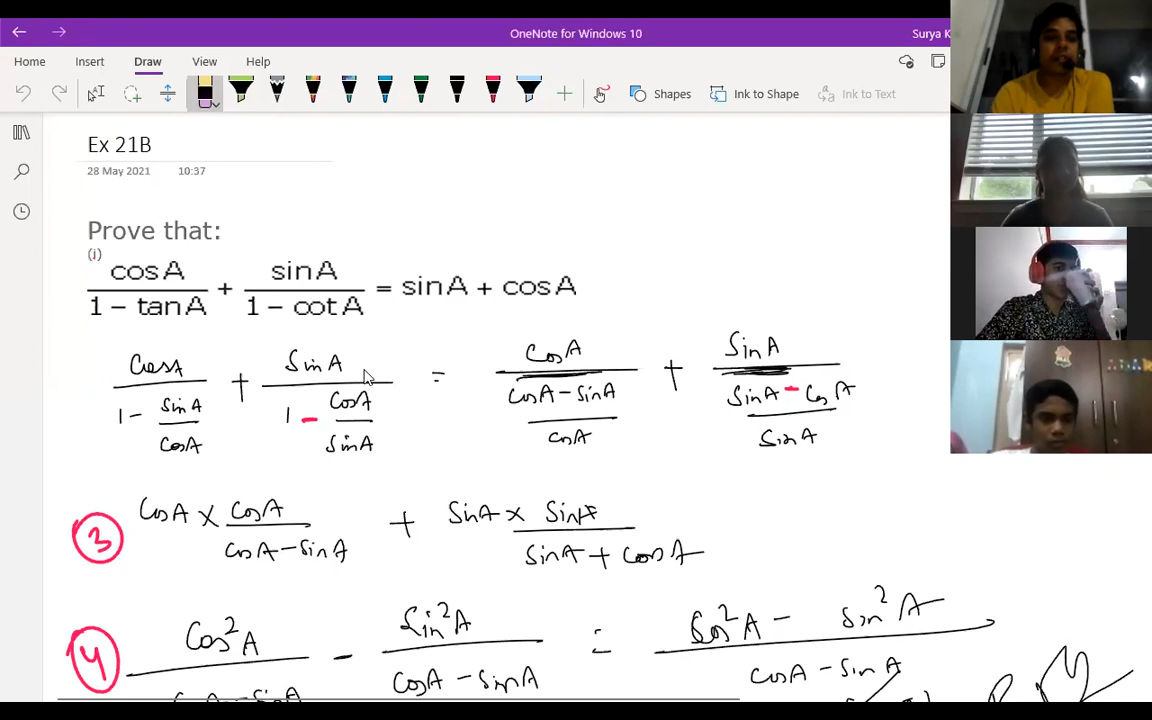 OneNote for Windows 10
Surya K
Home Insert Draw View Help
Shapes Ink to Shape Ink to Text
Ex 21B
28 May 2021 10:37
Prove that:
(i)
cosA/(1 − tanA) + sinA/(1 − cotA) = sinA + cosA
CosA/(1 − SinA/CosA) + SinA/(1 − CosA/SinA) = CosA/((CosA − SinA)/CosA) + SinA/((SinA − CosA)/SinA)
③ CosA × CosA/(CosA − SinA) + SinA × SinA/(SinA + CosA)
④ Cos²A/(CosA − SinA) − Sin²A/(CosA − SinA) = Cos²A − Sin²A/(CosA − SinA)